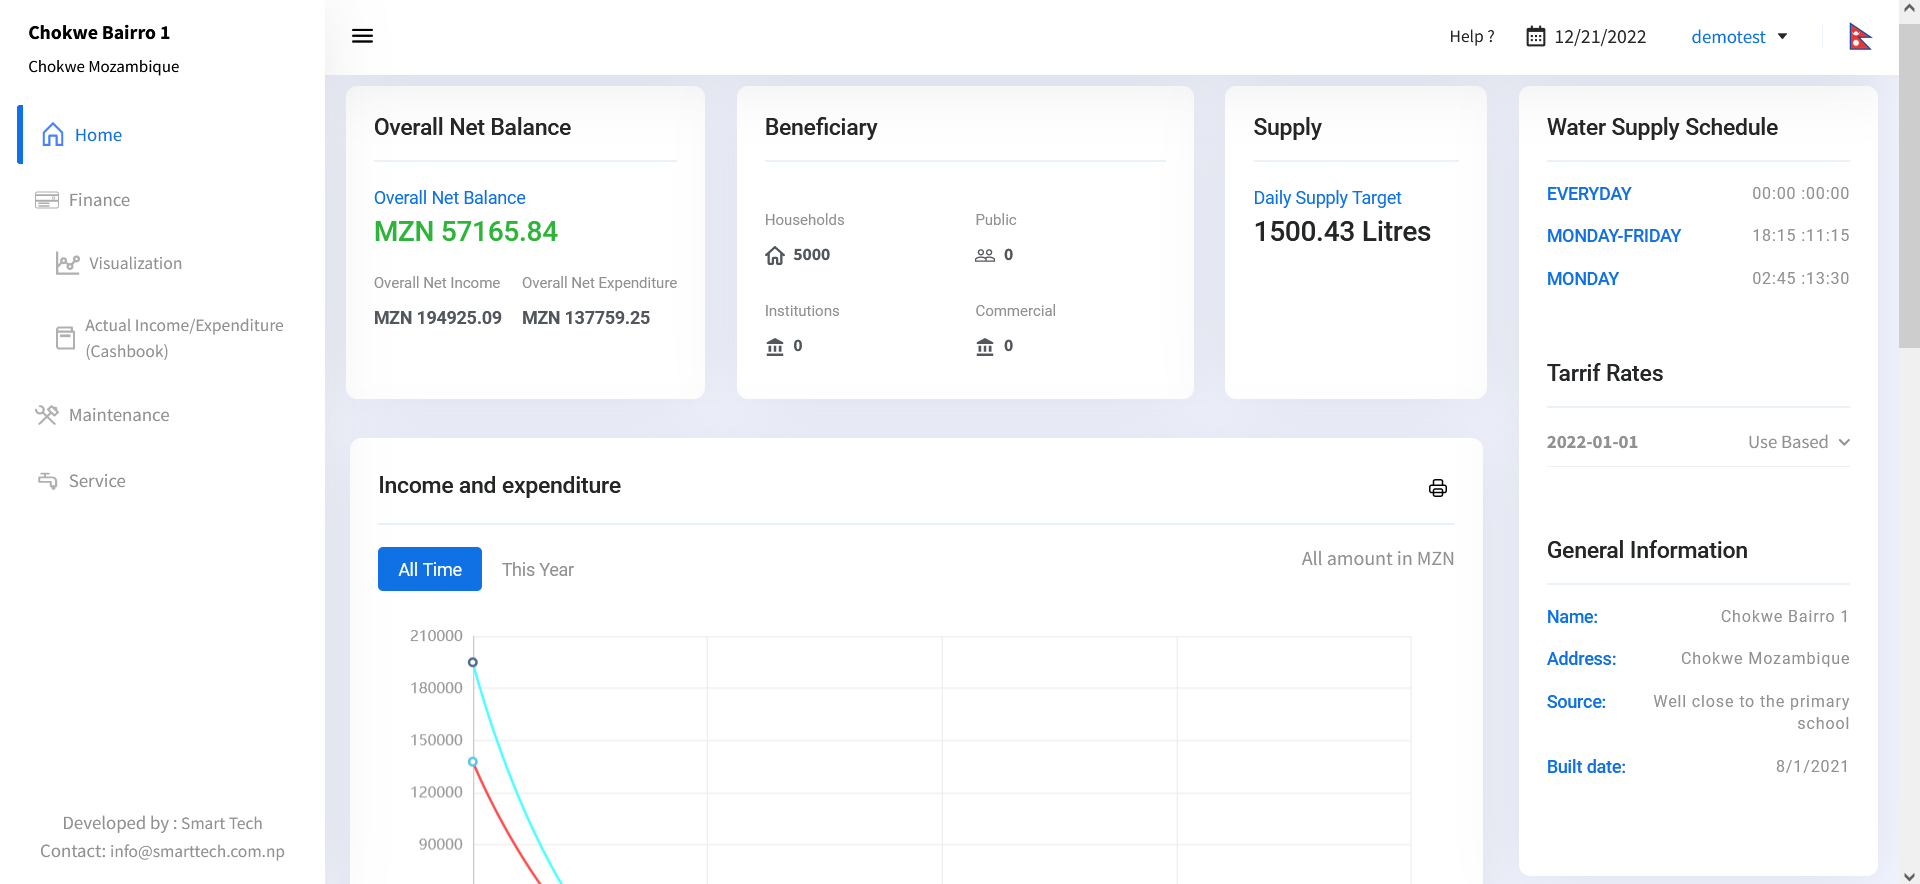 Chokwe Bairro 1
Chokwe Mozambique
Home
Finance
Visualization
Actual Income/Expenditure
(Cashbook)
Maintenance
Service
Developed by : Smart Tech
Contact: info@smarttech.com.np
Help ?
12/21/2022
demotest
Overall Net Balance
Overall Net Balance
MZN 57165.84
Overall Net Income Overall Net Expenditure
MZN 194925.09 MZN 137759.25
Beneficiary
Households Public
5000 0
Institutions Commercial
0 0
Supply
Daily Supply Target
1500.43 Litres
Income and expenditure
All Time This Year
All amount in MZN
210000
180000
150000
120000
90000
Water Supply Schedule
EVERYDAY 00:00 :00:00
MONDAY-FRIDAY 18:15 :11:15
MONDAY 02:45 :13:30
Tarrif Rates
2022-01-01 Use Based
General Information
Name: Chokwe Bairro 1
Address: Chokwe Mozambique
Source: Well close to the primary
school
Built date: 8/1/2021